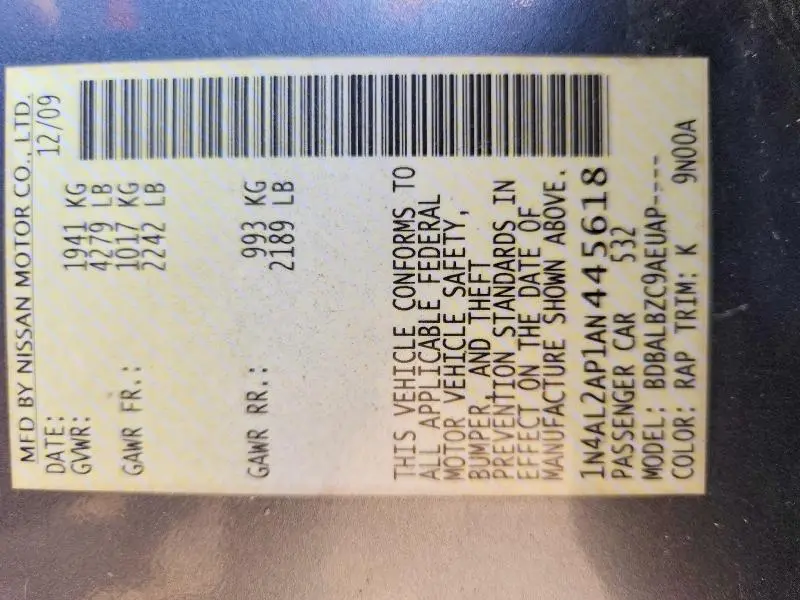 MFD BY NISSAN MOTOR CO., LTD.
DATE: 12/09
GVWR: 1941 KG
4279 LB
GAWR FR.: 1017 KG
2242 LB
GAWR RR.: 993 KG
2189 LB
THIS VEHICLE CONFORMS TO
ALL APPLICABLE FEDERAL
MOTOR VEHICLE SAFETY,
BUMPER, AND THEFT
PREVENTION STANDARDS IN
EFFECT ON THE DATE OF
MANUFACTURE SHOWN ABOVE.
1N4AL2AP1AN445618
PASSENGER CAR 532
MODEL: BDBALBZC9AEUAP----
COLOR: RAP TRIM: K 9N00A